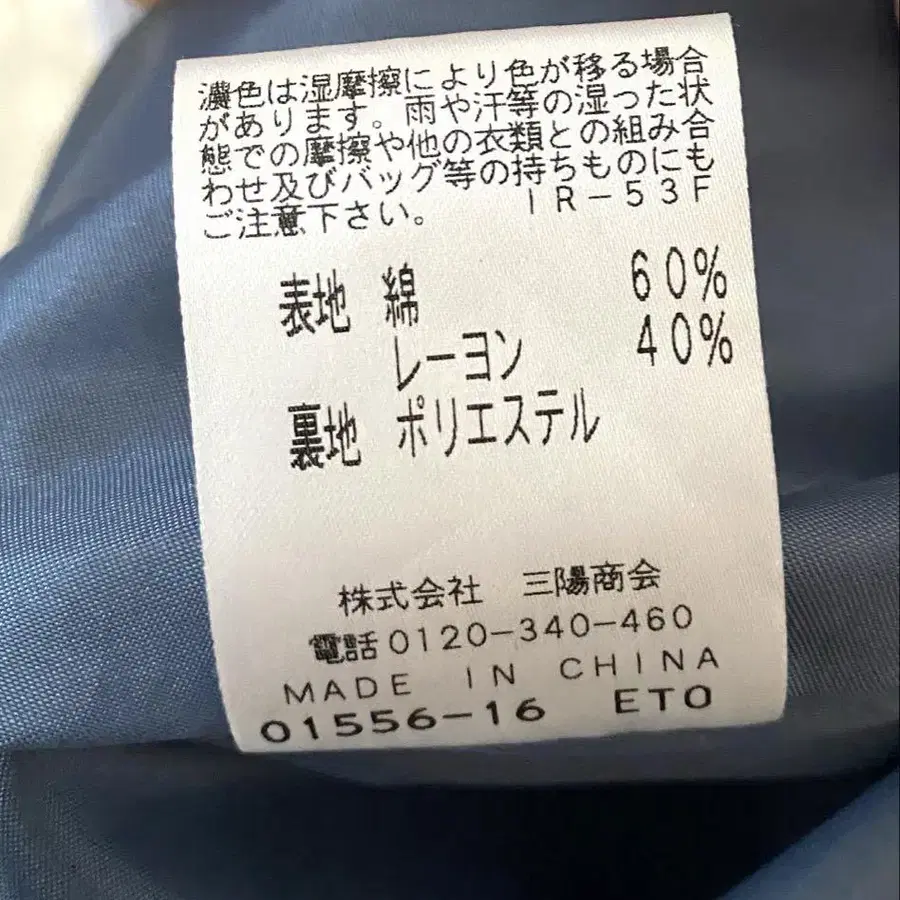 濃色は湿摩擦により色が移る場合
があります。雨や汗等の湿った状
態での摩擦や他の衣類との組み合
わせ及びバッグ等の持ちものにも
ご注意下さい。 IR-53F
表地 綿 60%
レーヨン 40%
裏地 ポリエステル
株式会社 三陽商会
電話0120-340-460
MADE IN CHINA
01556-16 ETO